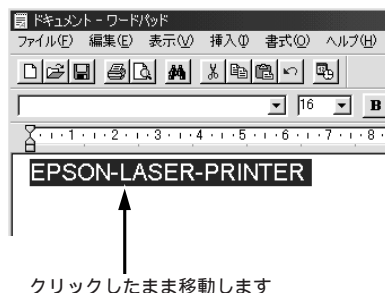 ドキュメント - ワードパッド
ファイル(F) 編集(E) 表示(V) 挿入(I) 書式(O) ヘルプ(H)
16 B
1 2 3 4 5 6 7 8
EPSON-LASER-PRINTER
クリックしたまま移動します